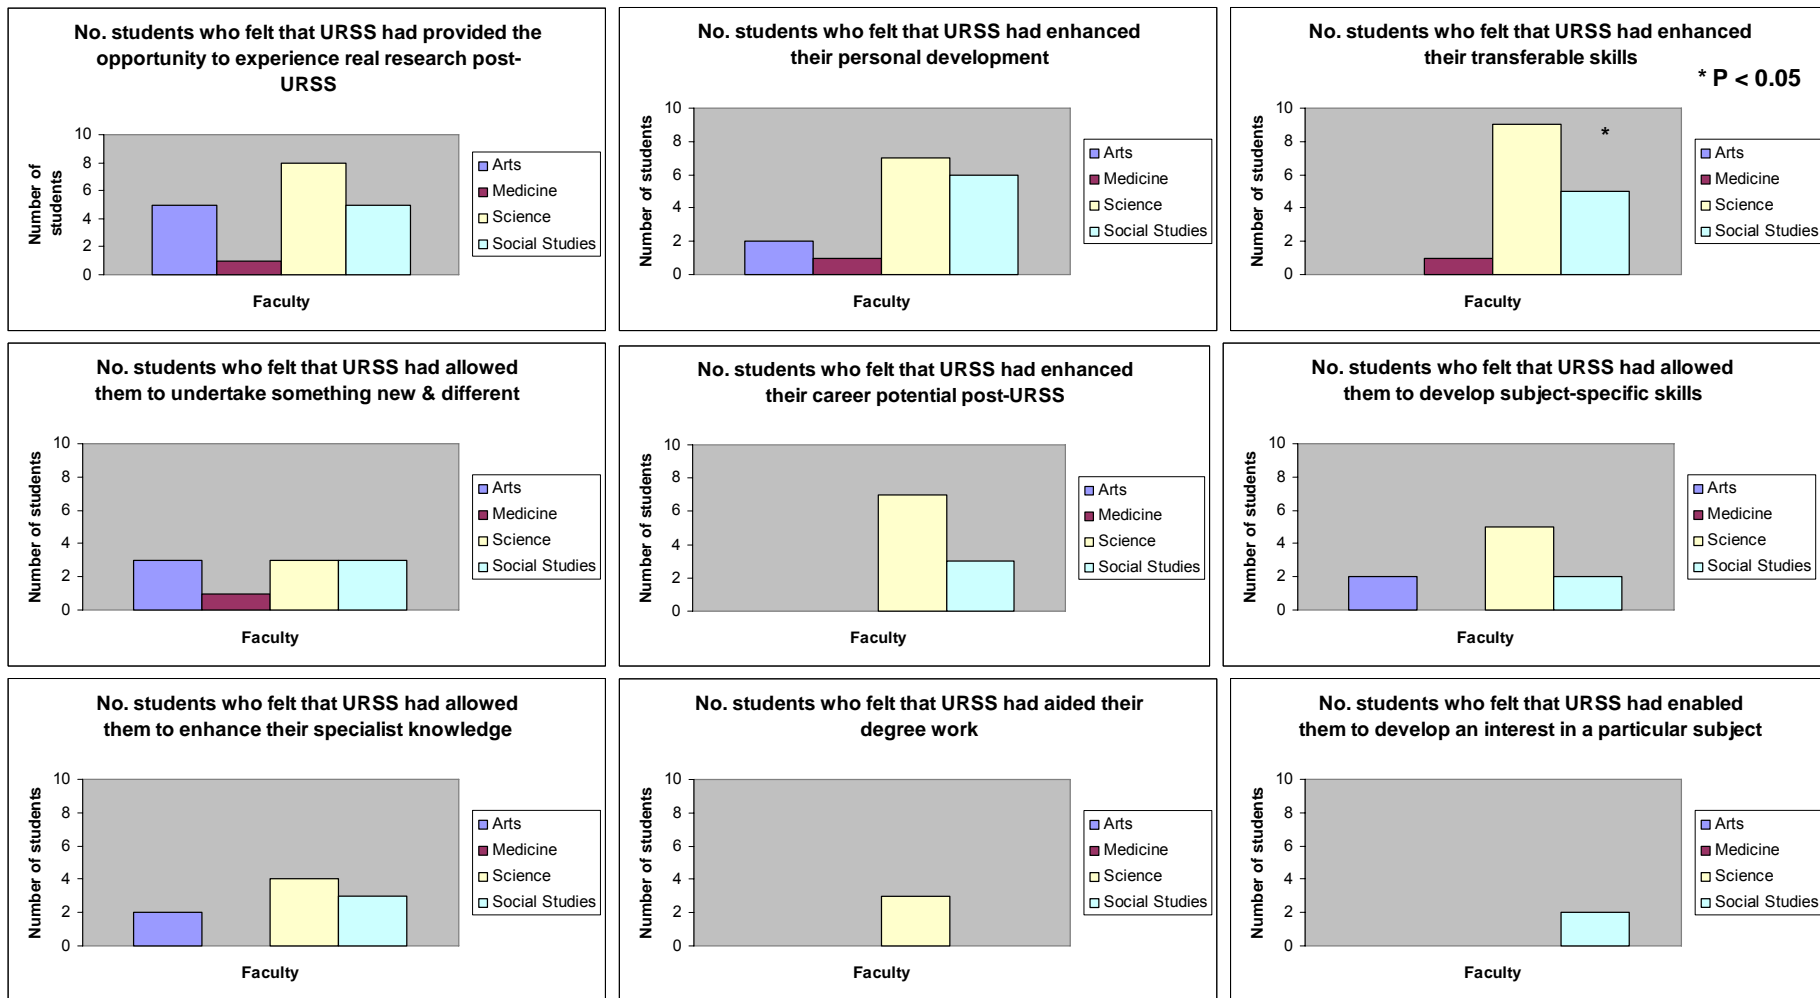 No. students who felt that URSS had provided the
opportunity to experience real research post-
URSS
10
8
6
4
2
0
Number of
students
Faculty
Arts
Medicine
Science
Social Studies
No. students who felt that URSS had enhanced
their personal development
10
8
6
4
2
0
Number of students
Faculty
Arts
Medicine
Science
Social Studies
No. students who felt that URSS had enhanced
their transferable skills
* P < 0.05
10
8
6
4
2
0
Number of students
*
Faculty
Arts
Medicine
Science
Social Studies
No. students who felt that URSS had allowed
them to undertake something new & different
10
8
6
4
2
0
Number of students
Faculty
Arts
Medicine
Science
Social Studies
No. students who felt that URSS had enhanced
their career potential post-URSS
10
8
6
4
2
0
Number of students
Faculty
Arts
Medicine
Science
Social Studies
No. students who felt that URSS had allowed
them to develop subject-specific skills
10
8
6
4
2
0
Number of students
Faculty
Arts
Medicine
Science
Social Studies
No. students who felt that URSS had allowed
them to enhance their specialist knowledge
10
8
6
4
2
0
Number of students
Faculty
Arts
Medicine
Science
Social Studies
No. students who felt that URSS had aided their
degree work
10
8
6
4
2
0
Number of students
Faculty
Arts
Medicine
Science
Social Studies
No. students who felt that URSS had enabled
them to develop an interest in a particular subject
10
8
6
4
2
0
Number of students
Faculty
Arts
Medicine
Science
Social Studies